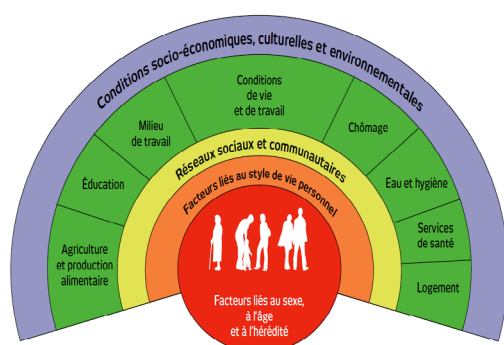 Conditions socio-économiques, culturelles et environnementales
Conditions
de vie
et de travail
Milieu
de travail
Chômage
Éducation
Eau et hygiène
Agriculture
et production
alimentaire
Services
de santé
Logement
Réseaux sociaux et communautaires
Facteurs liés au style de vie personnel
Facteurs liés au sexe,
à l'âge
et à l'hérédité